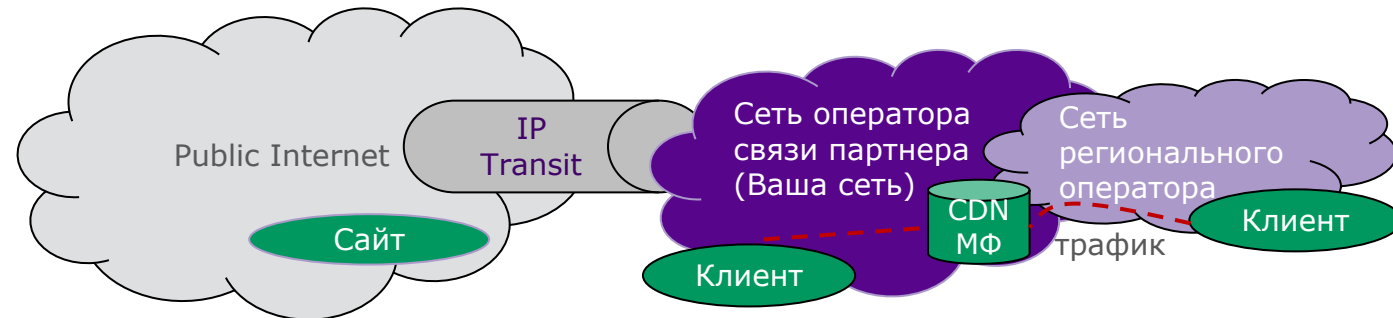 Public Internet
IP
Transit
Сайт
Сеть оператора
связи партнера
(Ваша сеть)
Клиент
CDN
МФ
Сеть
регионального
оператора
трафик
Клиент